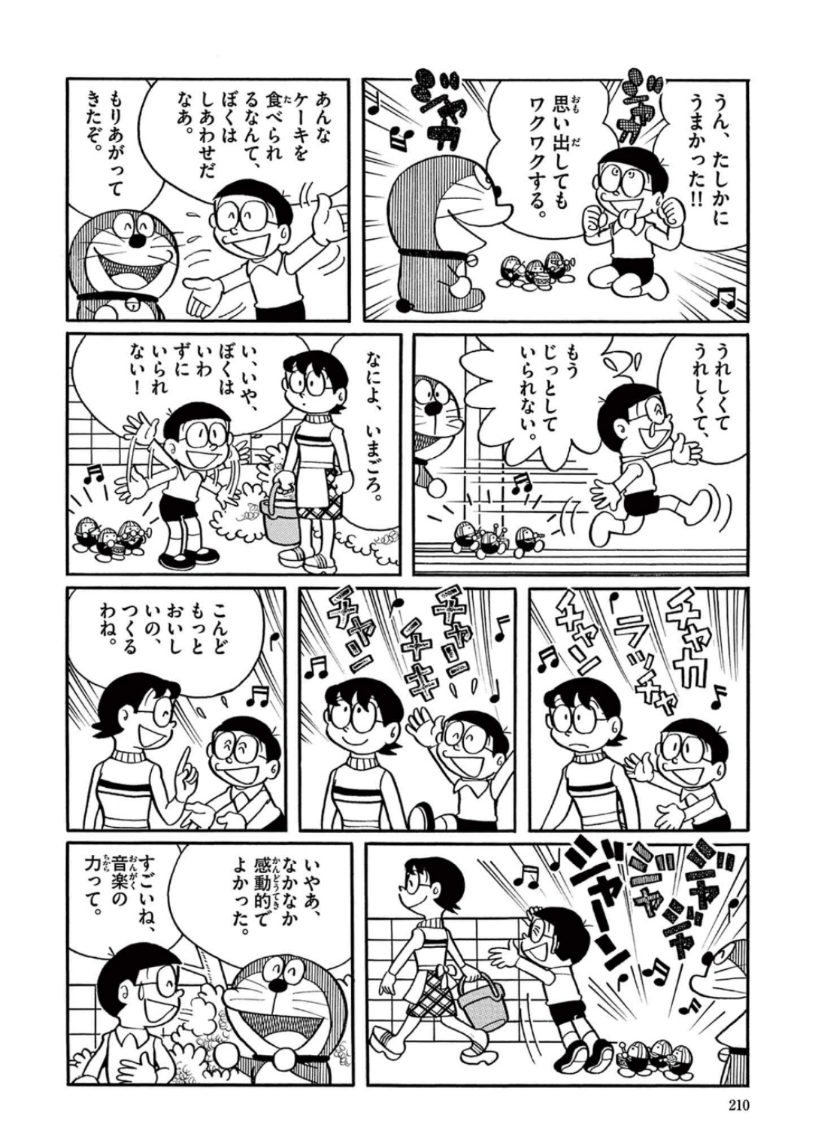 うん、たしかに
うまかった!!
思い出しても
ワクワクする。
ジャカ
ジャカ
あんな
ケーキを
食べられ
るなんて、
ぼくは
しあわせだ
なあ。
もりあがって
きたぞ。
うれしくて
うれしくて、
もう
じっとして
いられない。
なによ、いまごろ。
い、いや、
ぼくは
いわ
ずに
いられ
ない!
チャカ
ラッチャ
チャン
チャーン
チャキ
チャーン
こんど
もっと
おいし
いの、
つくる
わね。
ジャジャ
ジャジャ
ジャーン
いやあ、
なかなか
感動的で
よかった。
すごいね、
音楽の
力って。
210